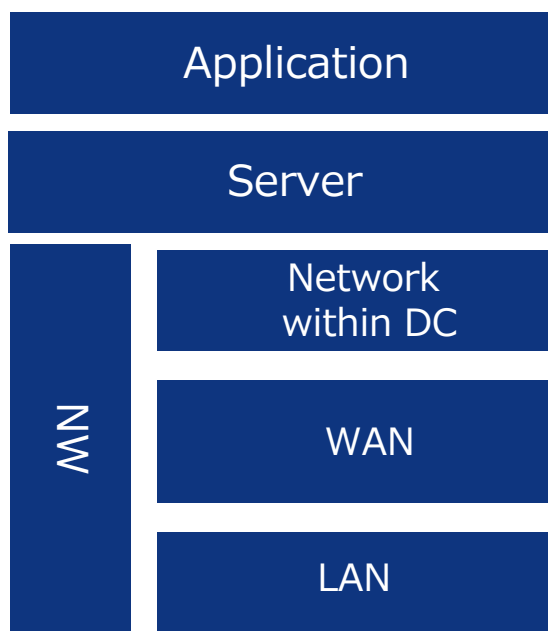 Application
Server
NW
Network
within DC
WAN
LAN